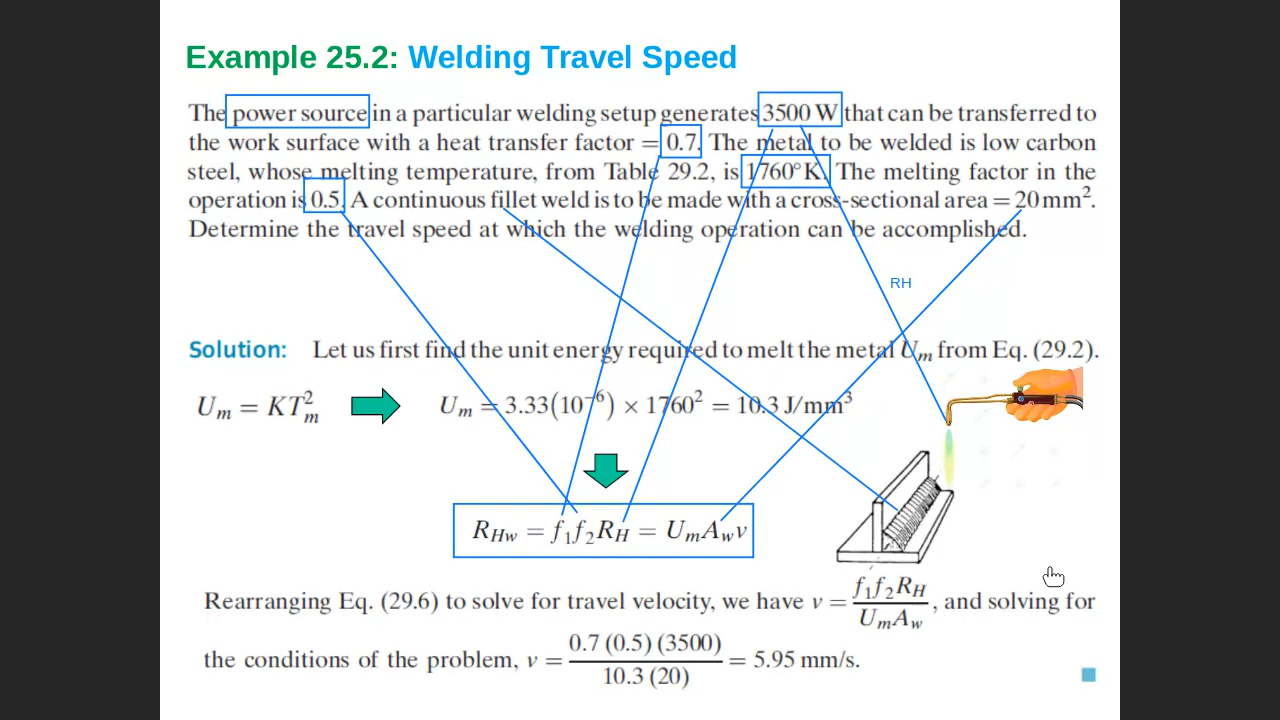 Example 25.2: Welding Travel Speed
The power source in a particular welding setup generates 3500 W that can be transferred to
the work surface with a heat transfer factor = 0.7. The metal to be welded is low carbon
steel, whose melting temperature, from Table 29.2, is 1760°K. The melting factor in the
operation is 0.5. A continuous fillet weld is to be made with a cross-sectional area = 20 mm².
Determine the travel speed at which the welding operation can be accomplished.
RH
Solution: Let us first find the unit energy required to melt the metal Uₘ from Eq. (29.2).
Uₘ = KTₘ² Uₘ = 3.33(10⁻⁶) × 1760² = 10.3 J/mm³
R_Hw = f₁f₂R_H = UₘA_wv
Rearranging Eq. (29.6) to solve for travel velocity, we have v = f₁f₂R_H / UₘA_w, and solving for
the conditions of the problem, v = 0.7 (0.5) (3500) / 10.3 (20) = 5.95 mm/s.